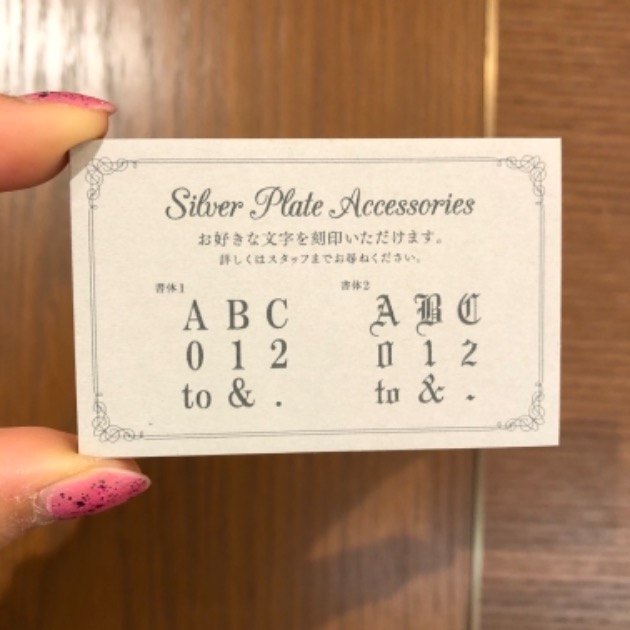 Silver Plate Accessories
お好きな文字を刻印いただけます。
詳しくはスタッフまでお尋ねください。
書体1
A B C
0 1 2
to & .
書体2
A B C
0 1 2
to & .